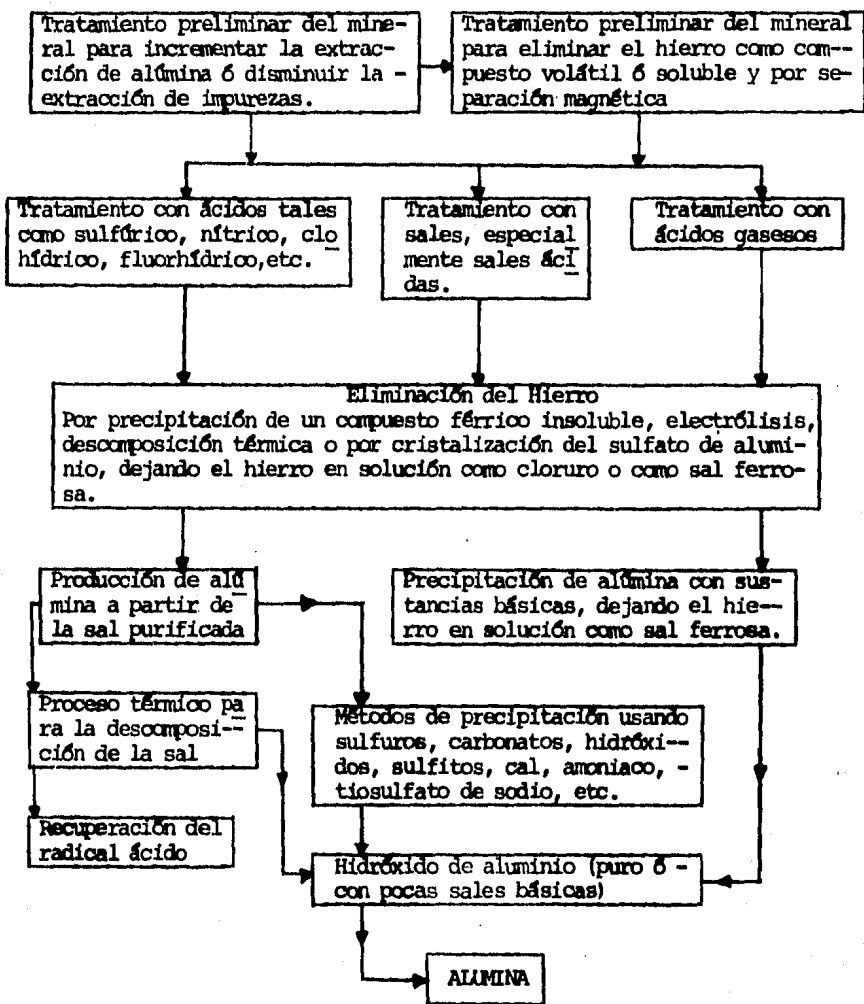 Tratamiento preliminar del mine-
ral para incrementar la extrac-
ción de alúmina ó disminuir la -
extracción de impurezas.
Tratamiento preliminar del mineral
para eliminar el hierro como com--
puesto volátil ó soluble y por se-
paración magnética
Tratamiento con ácidos tales
como sulfúrico, nítrico, clo
hídrico, fluorhídrico,etc.
Tratamiento con
sales, especial
mente sales áci
das.
Tratamiento con
ácidos gasesos
Eliminación del Hierro
Por precipitación de un compuesto férrico insoluble, electrólisis,
descomposición térmica o por cristalización del sulfato de alumi-
nio, dejando el hierro en solución como cloruro o como sal ferro-
sa.
Producción de alú
mina a partir de
la sal purificada
Precipitación de alúmina con sus-
tancias básicas, dejando el hie--
rro en solución como sal ferrosa.
Proceso térmico pa
ra la descomposi--
ción de la sal
Métodos de precipitación usando
sulfuros, carbonatos, hidróxi--
dos, sulfitos, cal, amoniaco, -
tiosulfato de sodio, etc.
Recuperación del
radical ácido
Hidróxido de aluminio (puro ó -
con pocas sales básicas)
ALUMINA